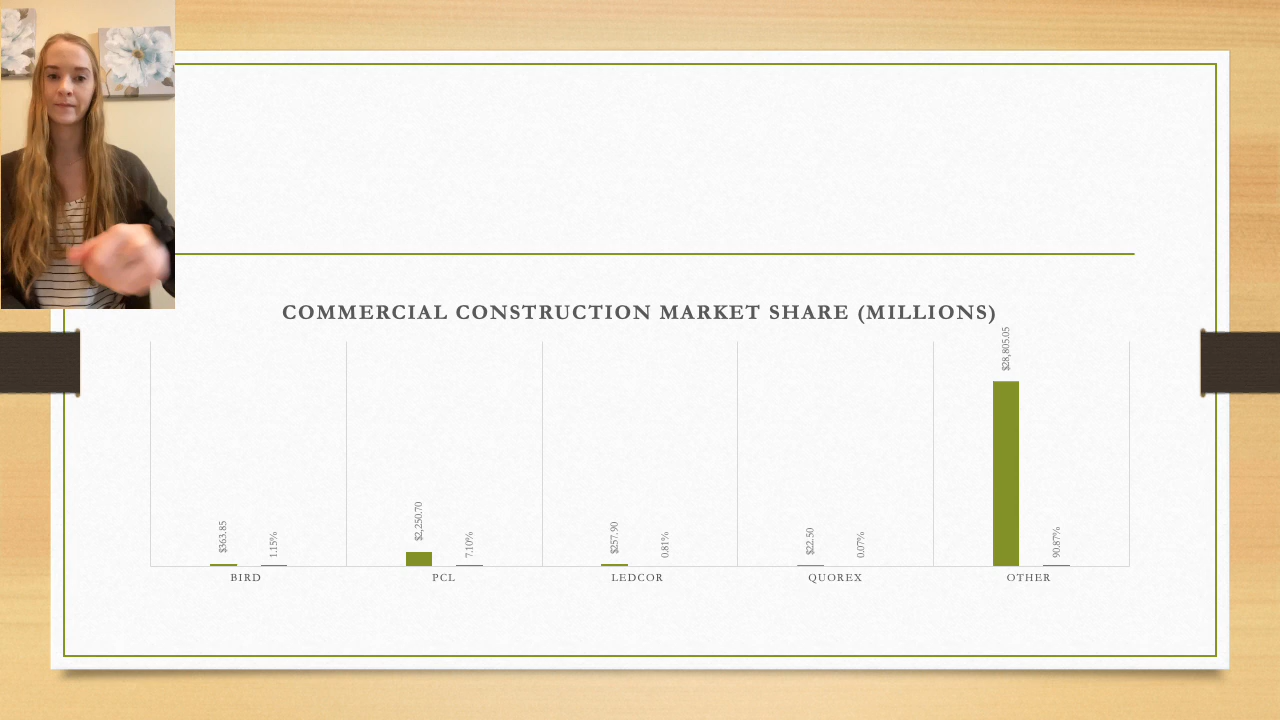 COMMERCIAL CONSTRUCTION MARKET SHARE (MILLIONS)
$363.85
1.15%
$2,250.70
7.10%
$257.90
0.81%
$22.50
0.07%
$28,805.05
90.87%
BIRD
PCL
LEDCOR
QUOREX
OTHER